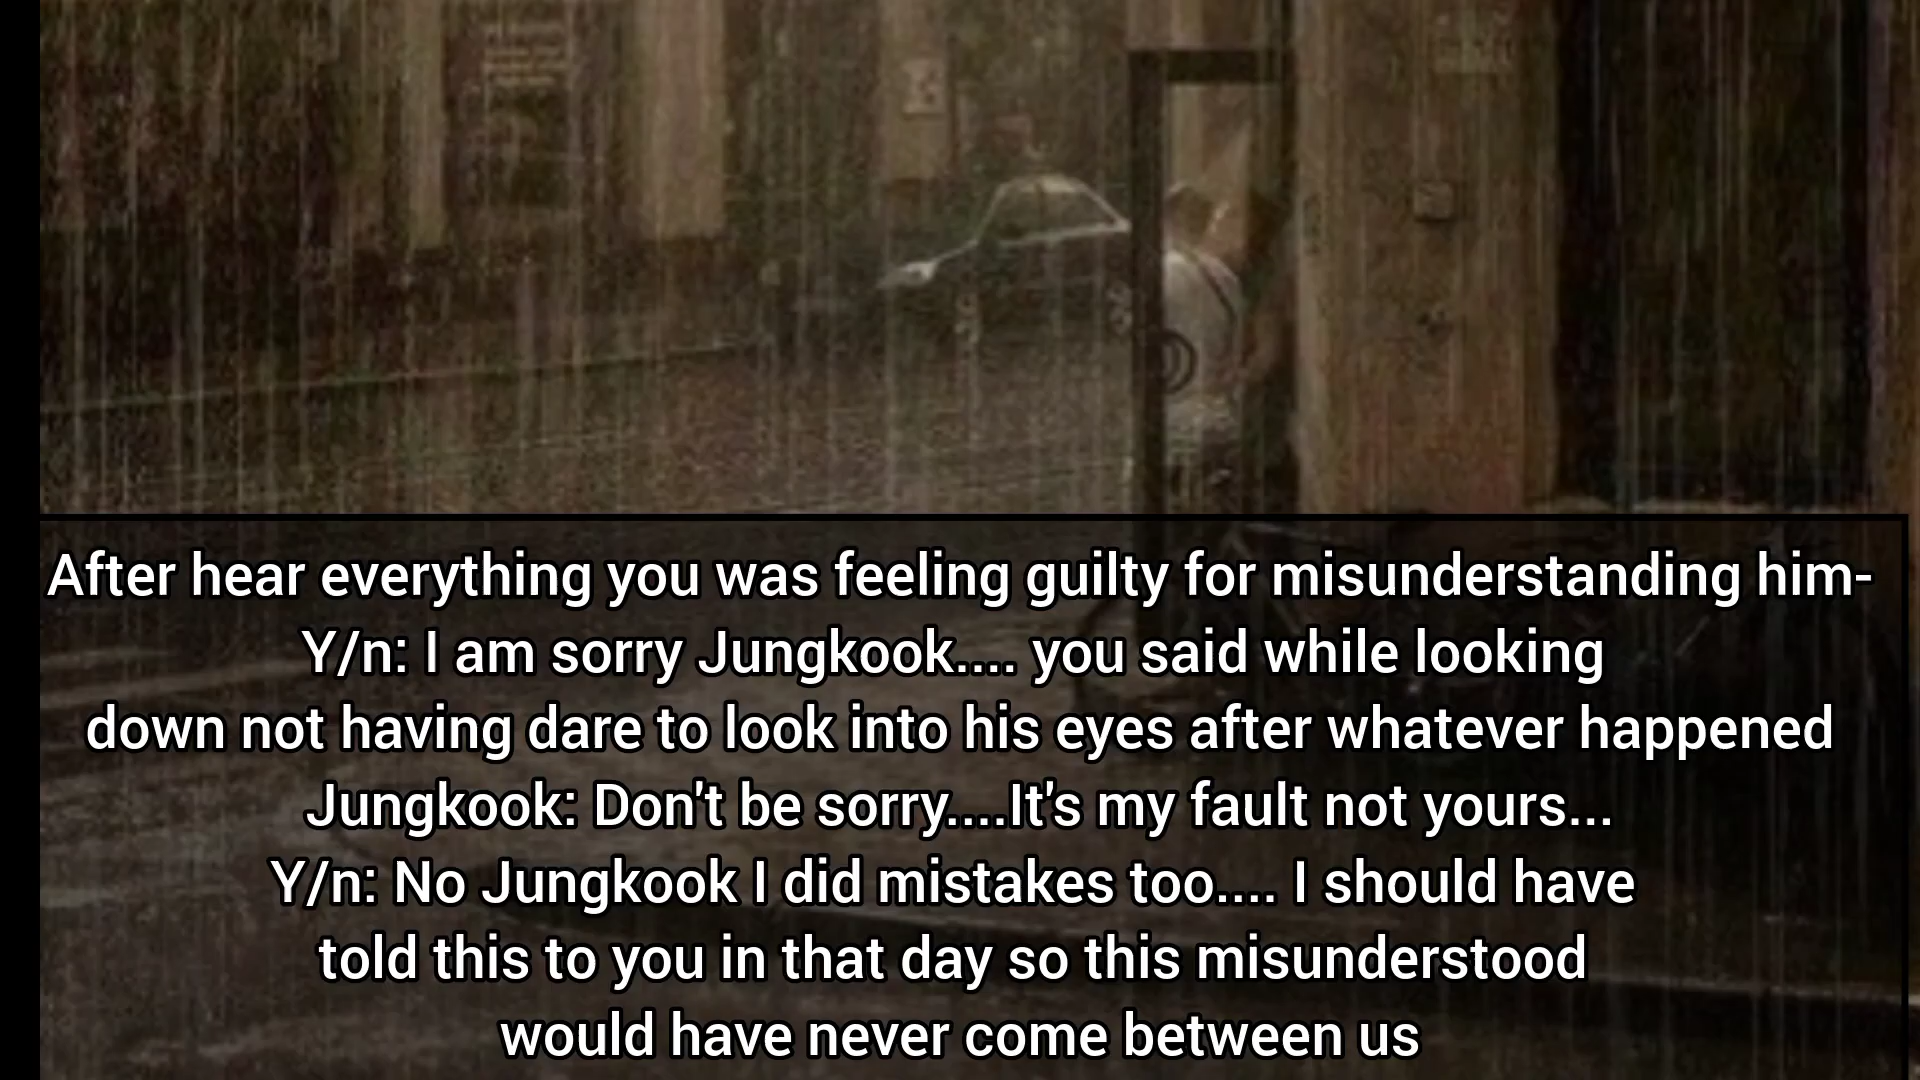 After hear everything you was feeling guilty for misunderstanding him-
Y/n: I am sorry Jungkook.... you said while looking
down not having dare to look into his eyes after whatever happened
Jungkook: Don't be sorry....It's my fault not yours...
Y/n: No Jungkook I did mistakes too.... I should have
told this to you in that day so this misunderstood
would have never come between us